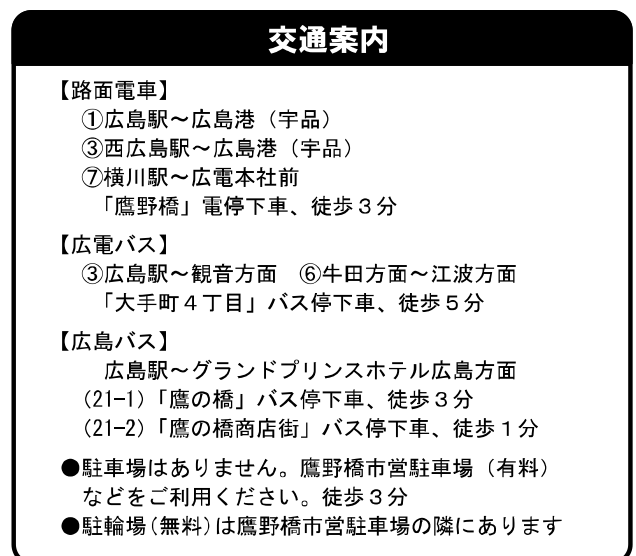 交通案内
【路面電車】
①広島駅～広島港（宇品）
③西広島駅～広島港（宇品）
⑦横川駅～広電本社前
「鷹野橋」電停下車、徒歩３分
【広電バス】
③広島駅～観音方面　⑥牛田方面～江波方面
「大手町４丁目」バス停下車、徒歩５分
【広島バス】
広島駅～グランドプリンスホテル広島方面
(21-1)「鷹の橋」バス停下車、徒歩３分
(21-2)「鷹の橋商店街」バス停下車、徒歩１分
●駐車場はありません。鷹野橋市営駐車場（有料）
などをご利用ください。徒歩３分
●駐輪場(無料)は鷹野橋市営駐車場の隣にあります